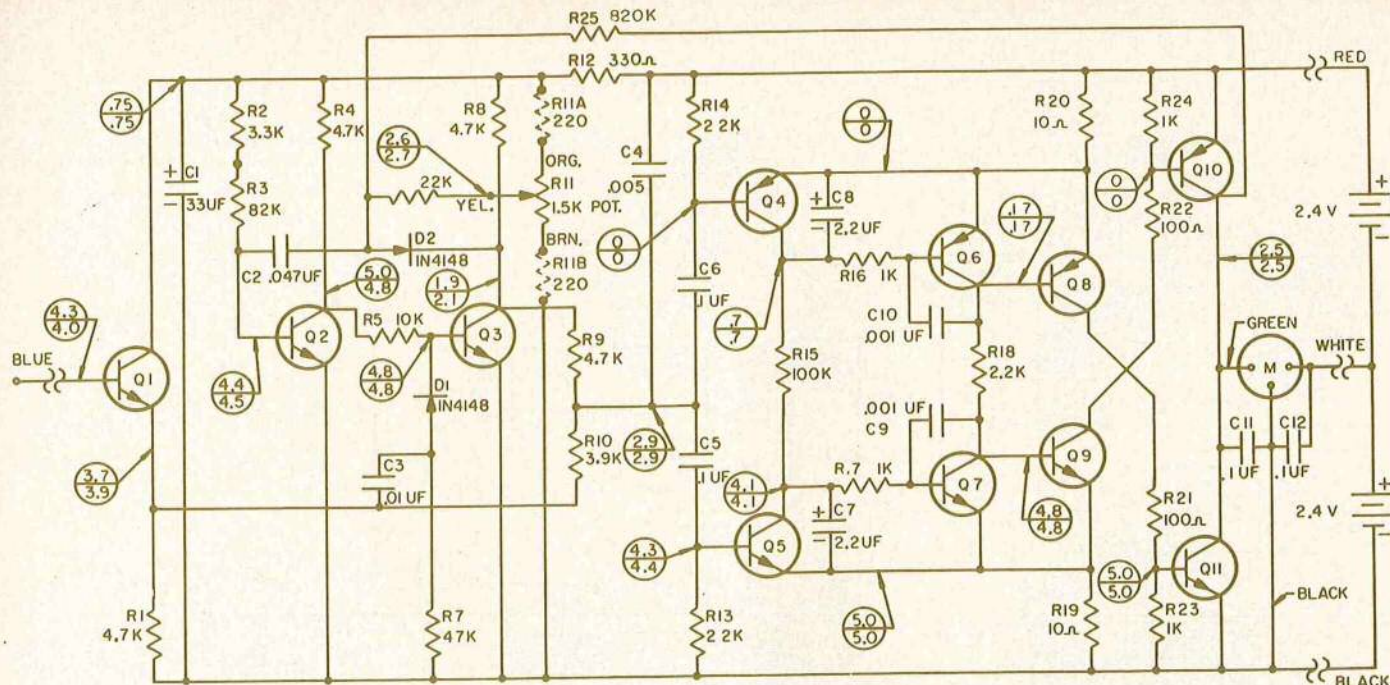 R25 820K
R12 330Ω
RED
.75
.75
R2
3.3K
R4
4.7K
R8
4.7K
R11A
220
R14
2.2K
0
0
R20
10Ω
R24
1K
2.6
2.7
C4
.005
Q4
Q10
+ C1
33UF
ORG.
R11
1.5K POT.
+ C8
2.2UF
0
0
R22
100Ω
+
2.4 V
-
R3
82K
22K
YEL.
.17
.17
BRN.
R11B
220
D2
IN4148
0
0
R16 1K
Q6
Q8
2.5
2.5
C2 .047UF
5.0
4.8
1.9
2.1
C6
.1UF
.7
.7
C10
.001 UF
4.3
4.0
GREEN
WHITE
BLUE
Q1
Q2
R5 10K
Q3
R9
4.7K
R15
100K
R18
2.2K
M
4.4
4.5
4.8
4.8
D1
IN4148
.001 UF
C9
C11
.1UF
C12
.1UF
2.9
2.9
C5
.1UF
R10
3.9K
3.7
3.9
C3
.01UF
4.1
4.1
R.7 1K
Q7
Q9
4.8
4.8
R21
100Ω
+
2.4 V
-
4.3
4.4
Q5
+ C7
- 2.2UF
5.0
5.0
Q11
R1
4.7K
R7
47K
R13
2.2K
5.0
5.0
R19
10Ω
R23
1K
BLACK
BLACK